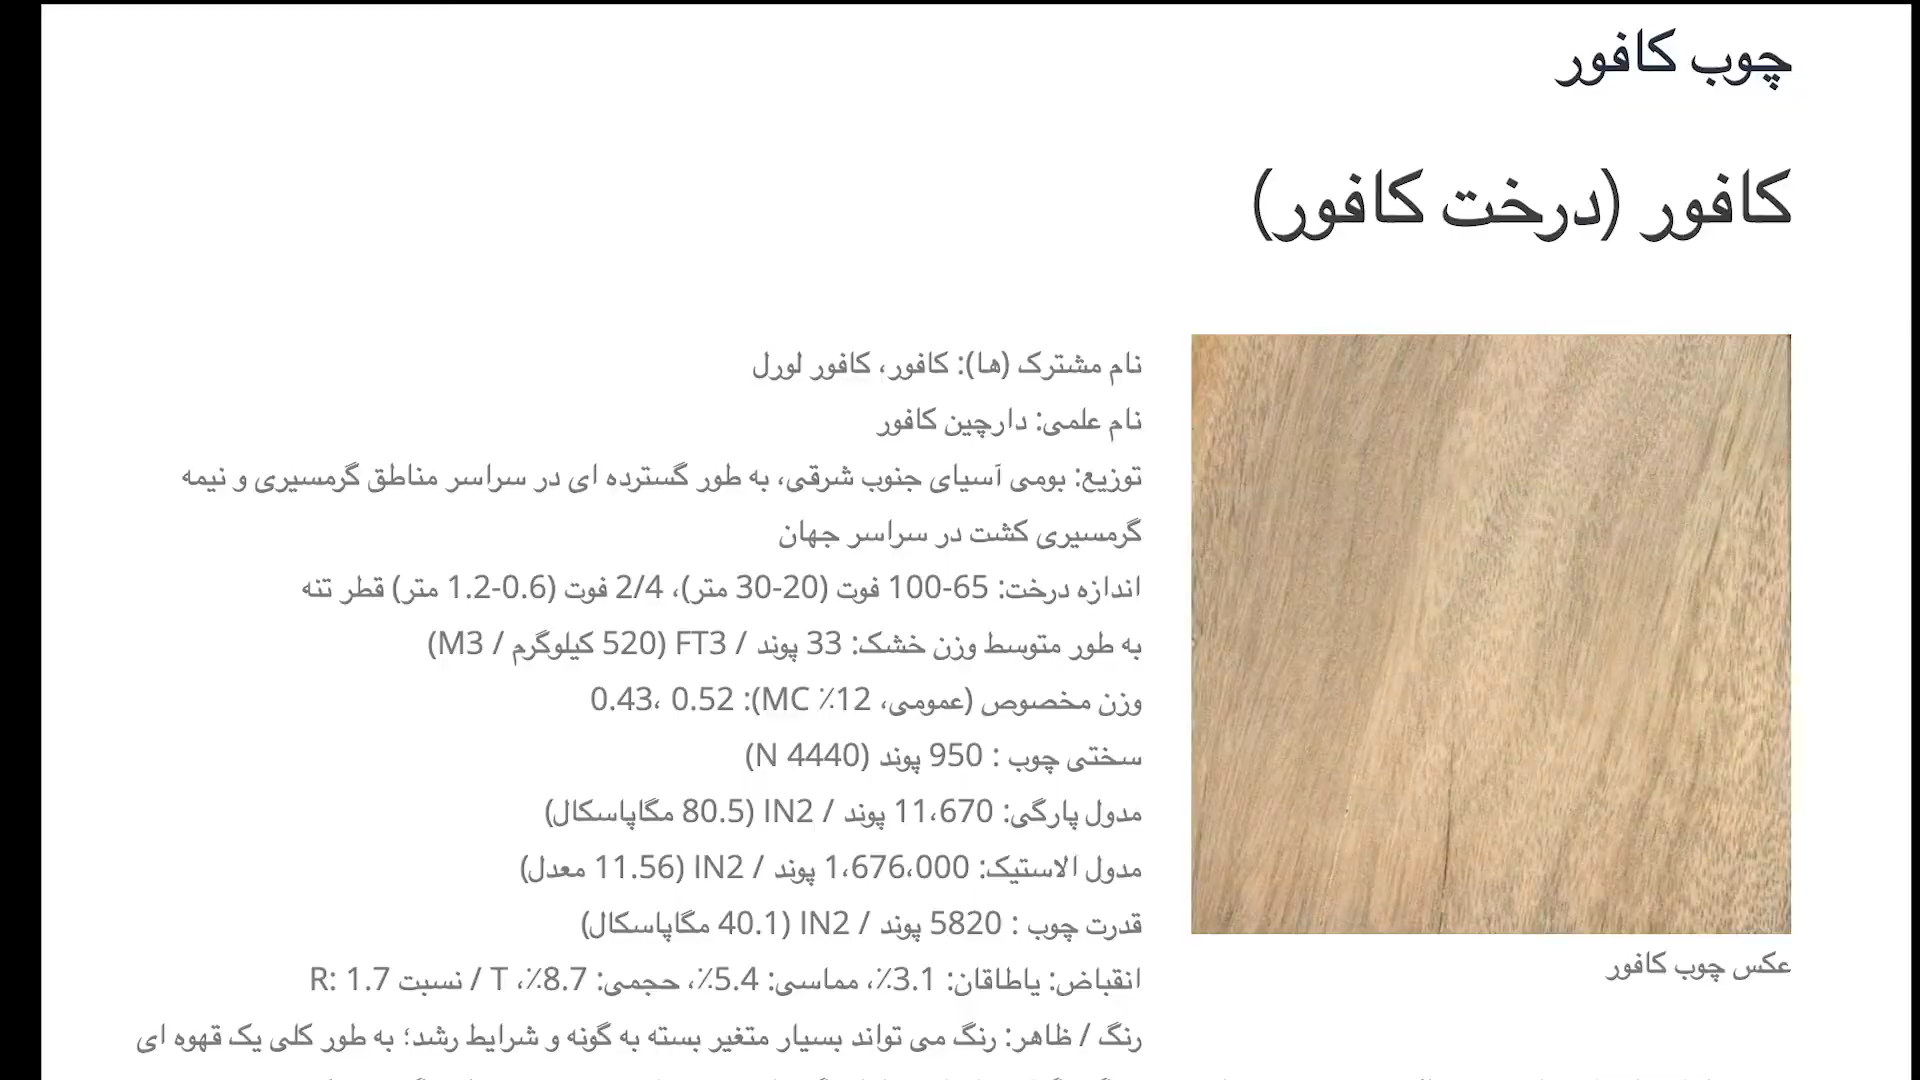 چوب کافور
کافور (درخت کافور)
نام مشترک (ها): کافور، کافور لورل
نام علمی: دارچین کافور
توزیع: بومی آسیای جنوب شرقی، به طور گسترده ای در سراسر مناطق گرمسیری و نیمه
گرمسیری کشت در سراسر جهان
اندازه درخت: 65-100 فوت (20-30 متر)، 2/4 فوت (0.6-1.2 متر) قطر تنه
به طور متوسط وزن خشک: 33 پوند / FT3 (520 کیلوگرم / M3)
وزن مخصوص (عمومی، 12٪ MC): 0.52 ،0.43
سختی چوب : 950 پوند (4440 N)
مدول پارگی: 11،670 پوند / IN2 (80.5 مگاپاسکال)
مدول الاستیک: 1،676،000 پوند / IN2 (11.56 معدل)
قدرت چوب : 5820 پوند / IN2 (40.1 مگاپاسکال)
انقباض: یاطاقان: 3.1٪، مماسی: 5.4٪، حجمی: 8.7٪، T / نسبت R: 1.7
رنگ / ظاهر: رنگ می تواند بسیار متغیر بسته به گونه و شرایط رشد؛ به طور کلی یک قهوه ای
عکس چوب کافور